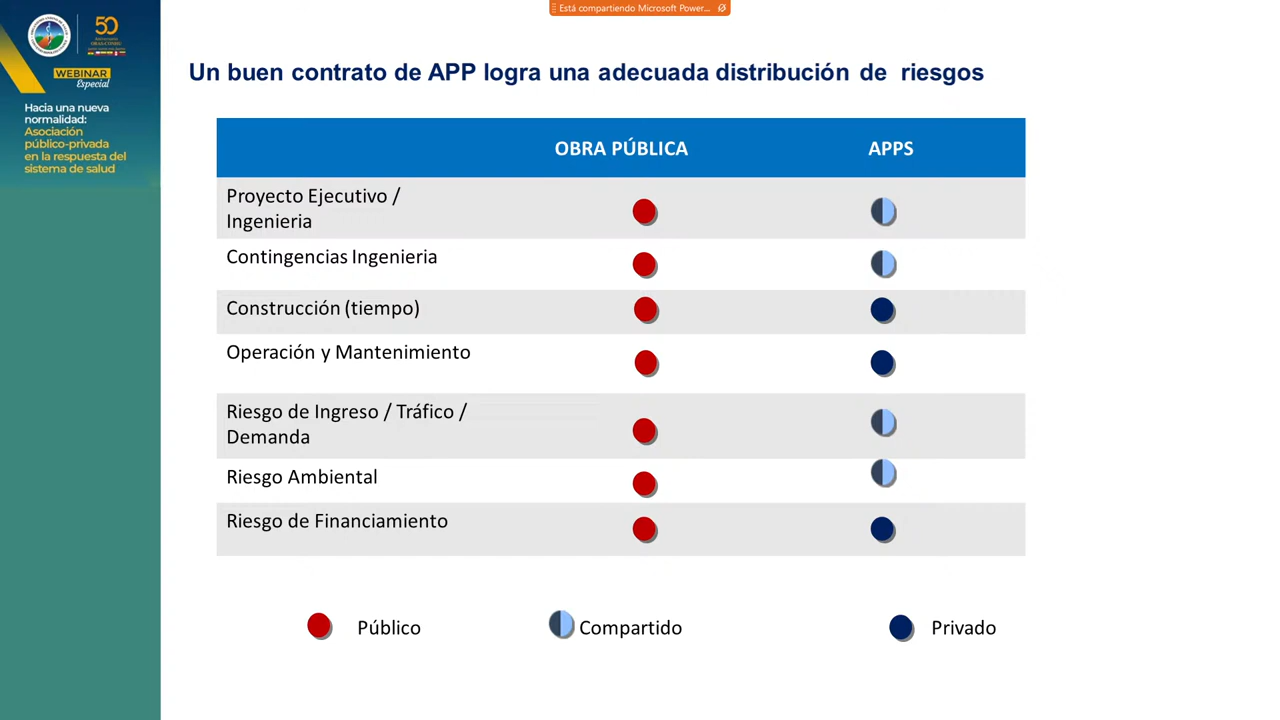 Está compartiendo Microsoft Power...
50
WEBINAR
Especial
Hacia una nueva
normalidad:
Asociación
público-privada
en la respuesta del
sistema de salud
Un buen contrato de APP logra una adecuada distribución de riesgos
OBRA PÚBLICA APPS
Proyecto Ejecutivo /
Ingenieria
Contingencias Ingenieria
Construcción (tiempo)
Operación y Mantenimiento
Riesgo de Ingreso / Tráfico /
Demanda
Riesgo Ambiental
Riesgo de Financiamiento
Público Compartido Privado